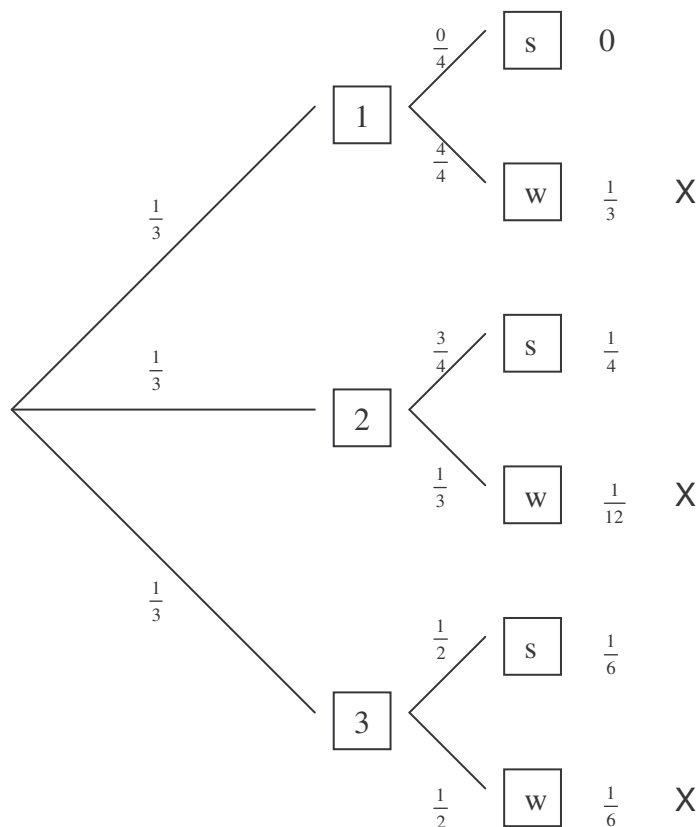 0/4 s 0
1
4/4 w 1/3 X
1/3
3/4 s 1/4
1/3
2
1/3 w 1/12 X
1/3
1/2 s 1/6
3
1/2 w 1/6 X